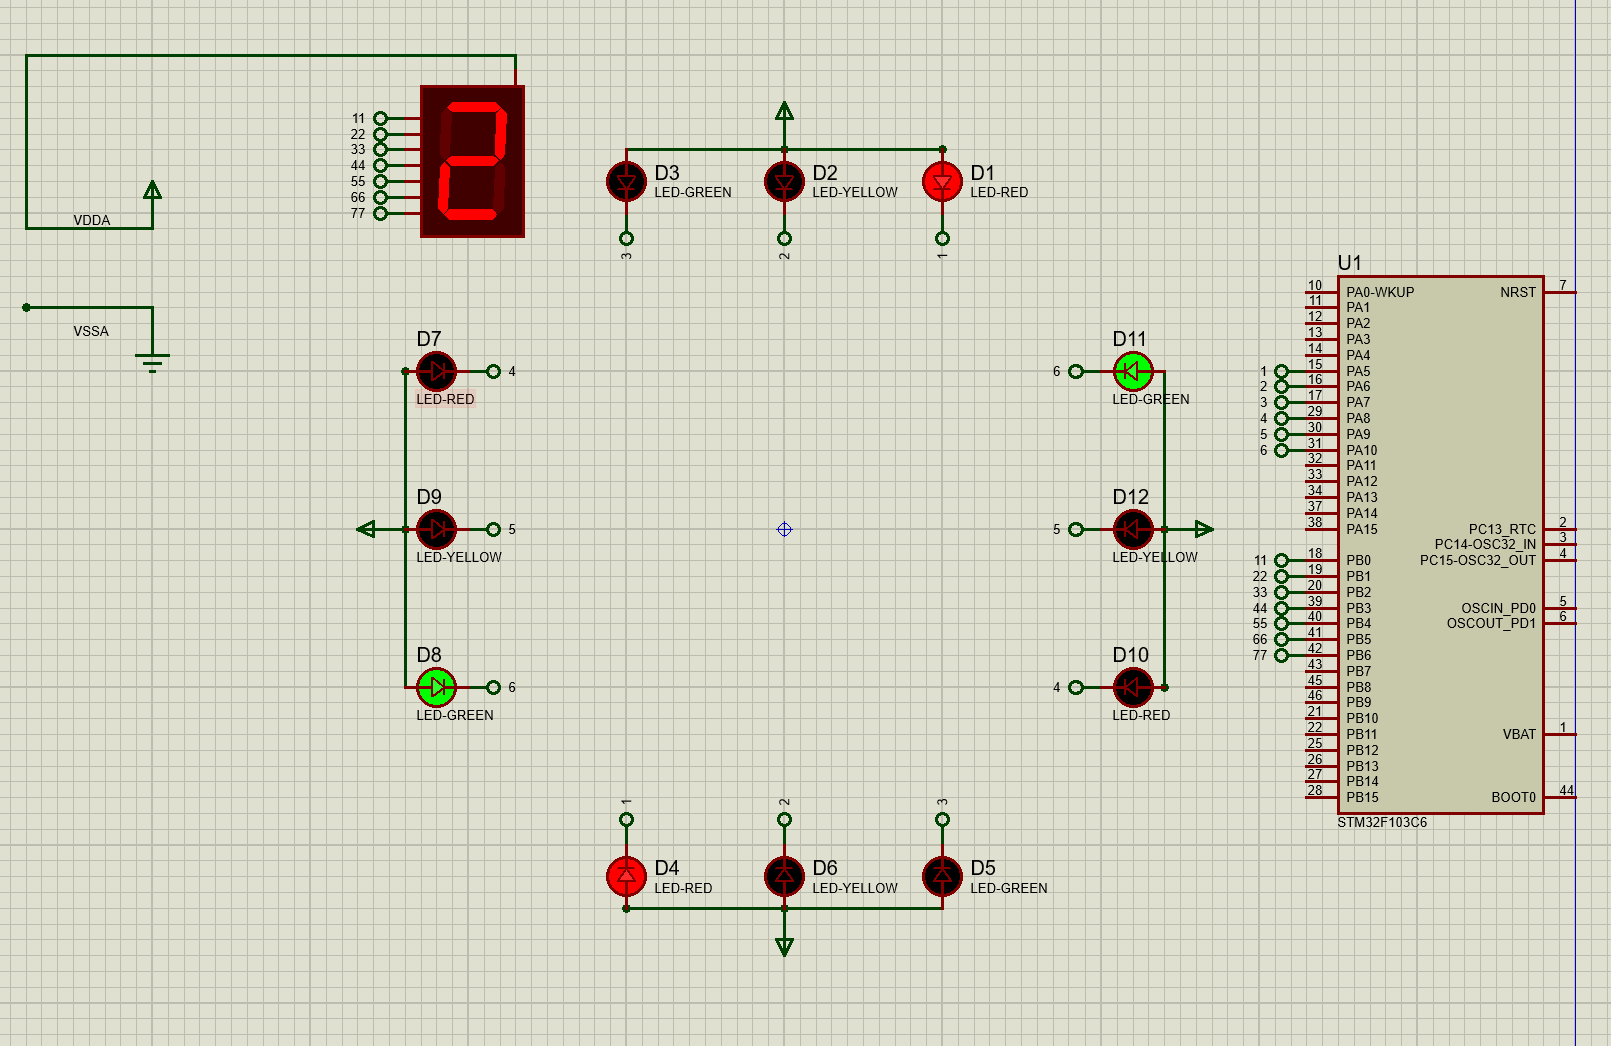 11
22
33
44
55
66
77
VDDA
VSSA
D3
LED-GREEN
3
D2
LED-YELLOW
2
D1
LED-RED
1
D7
LED-RED
4
D9
LED-YELLOW
5
D8
LED-GREEN
6
D11
LED-GREEN
6
D12
LED-YELLOW
5
D10
LED-RED
4
1
D4
LED-RED
2
D6
LED-YELLOW
3
D5
LED-GREEN
U1
10 PA0-WKUP NRST 7
11 PA1
12 PA2
13 PA3
14 PA4
1 15 PA5
2 16 PA6
3 17 PA7
4 29 PA8
5 30 PA9
6 31 PA10
32 PA11
33 PA12
34 PA13
37 PA14
38 PA15 PC13_RTC 2
PC14-OSC32_IN 3
11 18 PB0 PC15-OSC32_OUT 4
22 19 PB1
33 20 PB2
44 39 PB3 OSCIN_PD0 5
55 40 PB4 OSCOUT_PD1 6
66 41 PB5
77 42 PB6
43 PB7
45 PB8
46 PB9
21 PB10
22 PB11 VBAT 1
25 PB12
26 PB13
27 PB14
28 PB15 BOOT0 44
STM32F103C6